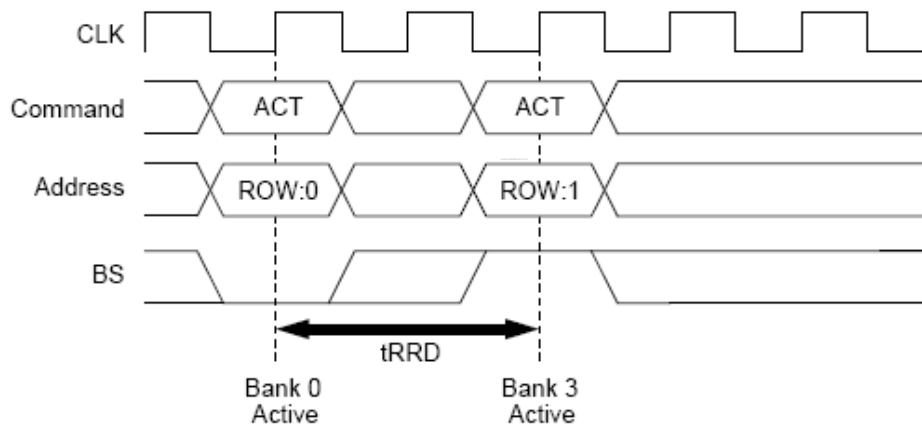 CLK
Command
ACT
ACT
Address
ROW:0
ROW:1
BS
tRRD
Bank 0
Active
Bank 3
Active